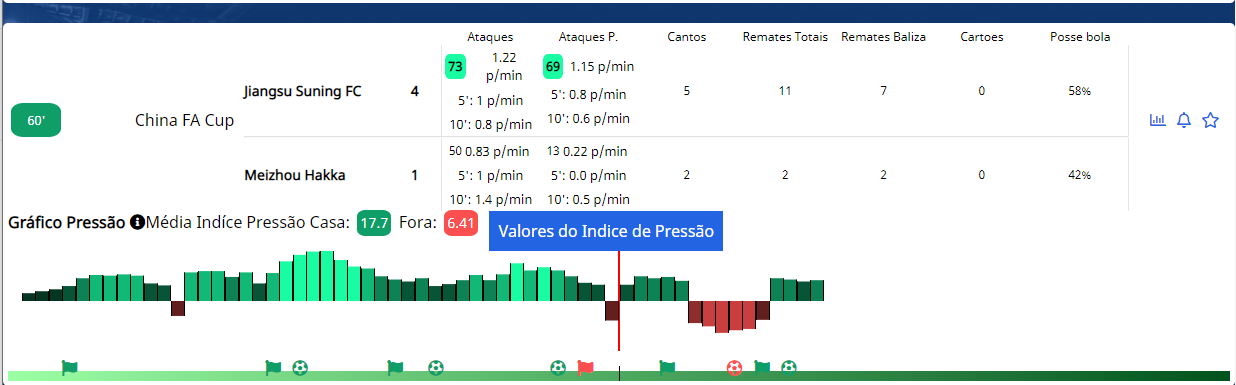 Ataques Ataques P. Cantos Remates Totais Remates Baliza Cartoes Posse bola
60'
China FA Cup
Jiangsu Suning FC 4
73 1.22 p/min
5': 1 p/min
10': 0.8 p/min
69 1.15 p/min
5': 0.8 p/min
10': 0.6 p/min
5 11 7 0 58%
Meizhou Hakka 1
50 0.83 p/min
5': 1 p/min
10': 1.4 p/min
13 0.22 p/min
5': 0.0 p/min
10': 0.5 p/min
2 2 2 0 42%
Gráfico Pressão Média Indíce Pressão Casa: 17.7 Fora: 6.41
Valores do Indice de Pressão